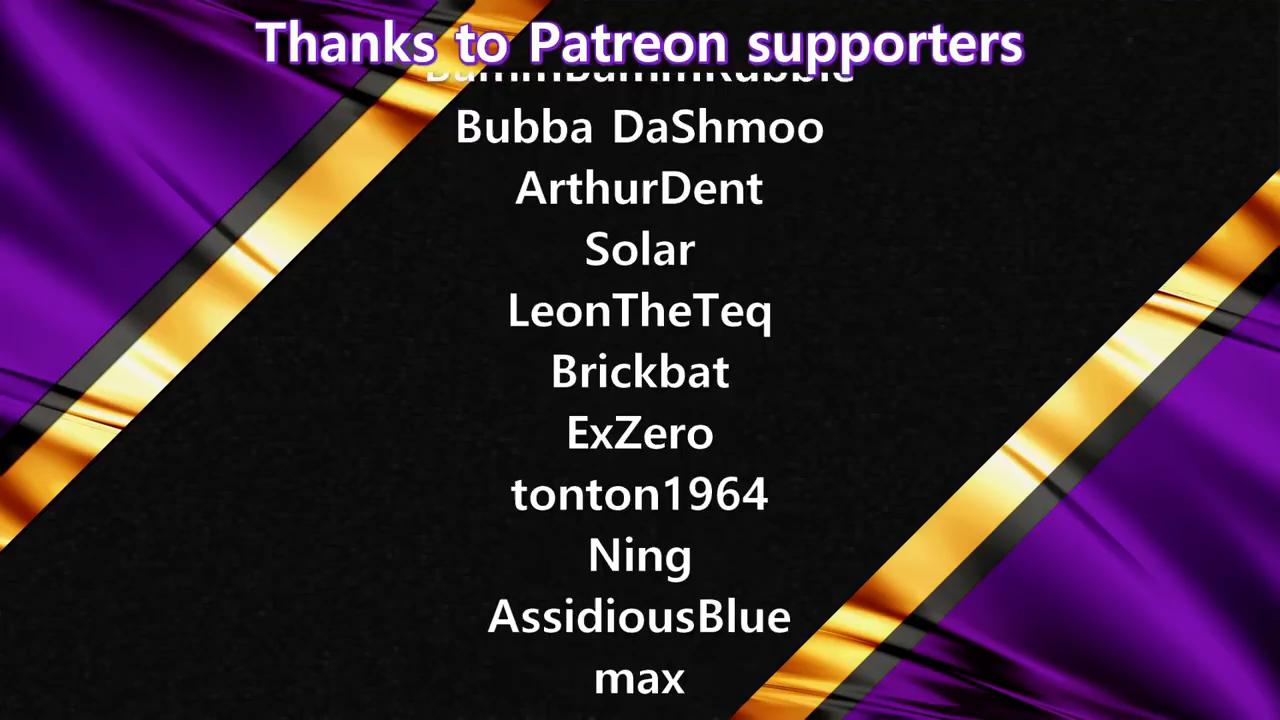 Thanks to Patreon supporters
Bubba DaShmoo
ArthurDent
Solar
LeonTheTeq
Brickbat
ExZero
tonton1964
Ning
AssidiousBlue
max